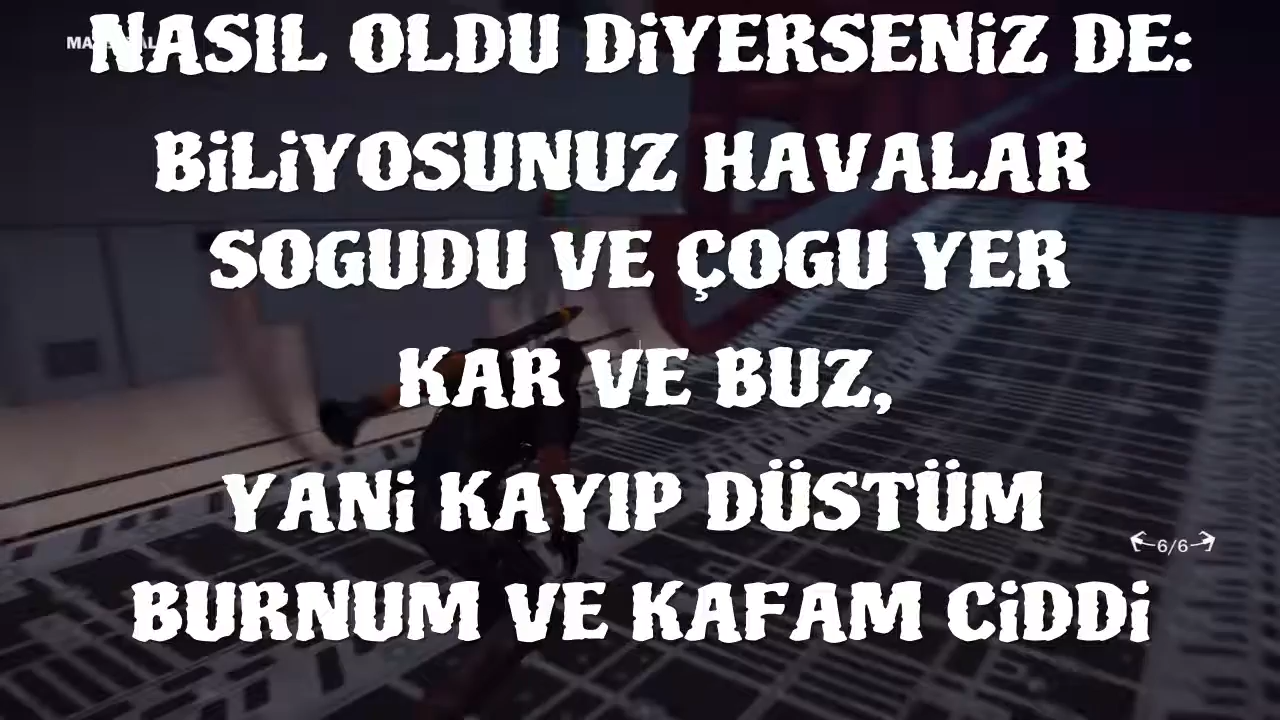 NASIL OLDU DiYERSENiZ DE:
BiLiYOSUNUZ HAVALAR
SOGUDU VE ÇOGU YER
KAR VE BUZ,
YANi KAYIP DÜSTÜM
BURNUM VE KAFAM CiDDi
6/6